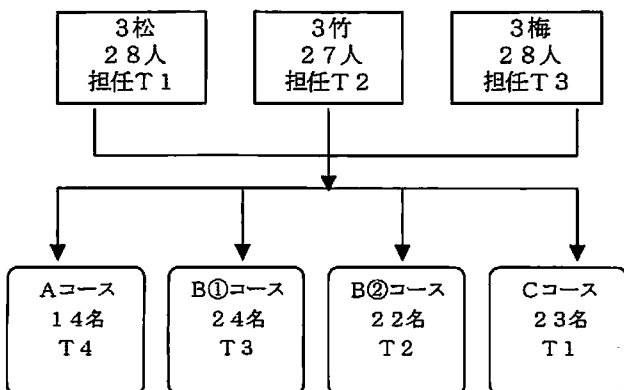 3松
28人
担任T1
3竹
27人
担任T2
3梅
28人
担任T3
Aコース
14名
T4
B①コース
24名
T3
B②コース
22名
T2
Cコース
23名
T1